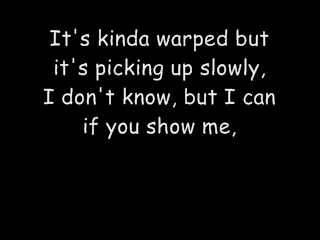 It's kinda warped but
it's picking up slowly,
I don't know, but I can
if you show me,